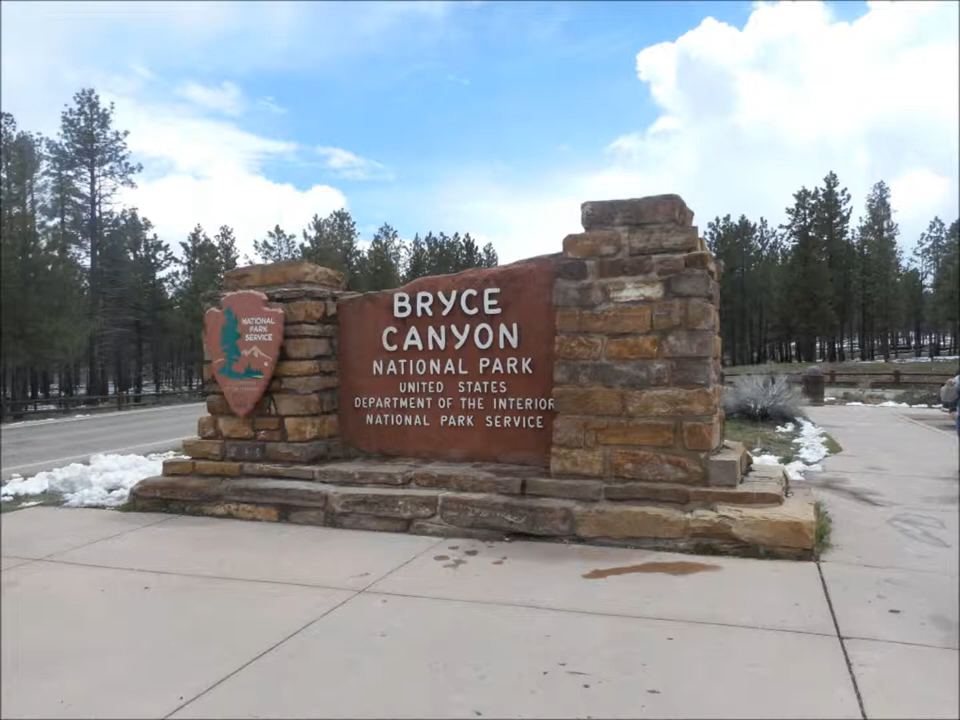 NATIONAL
PARK
SERVICE
BRYCE
CANYON
NATIONAL PARK
UNITED STATES
DEPARTMENT OF THE INTERIOR
NATIONAL PARK SERVICE